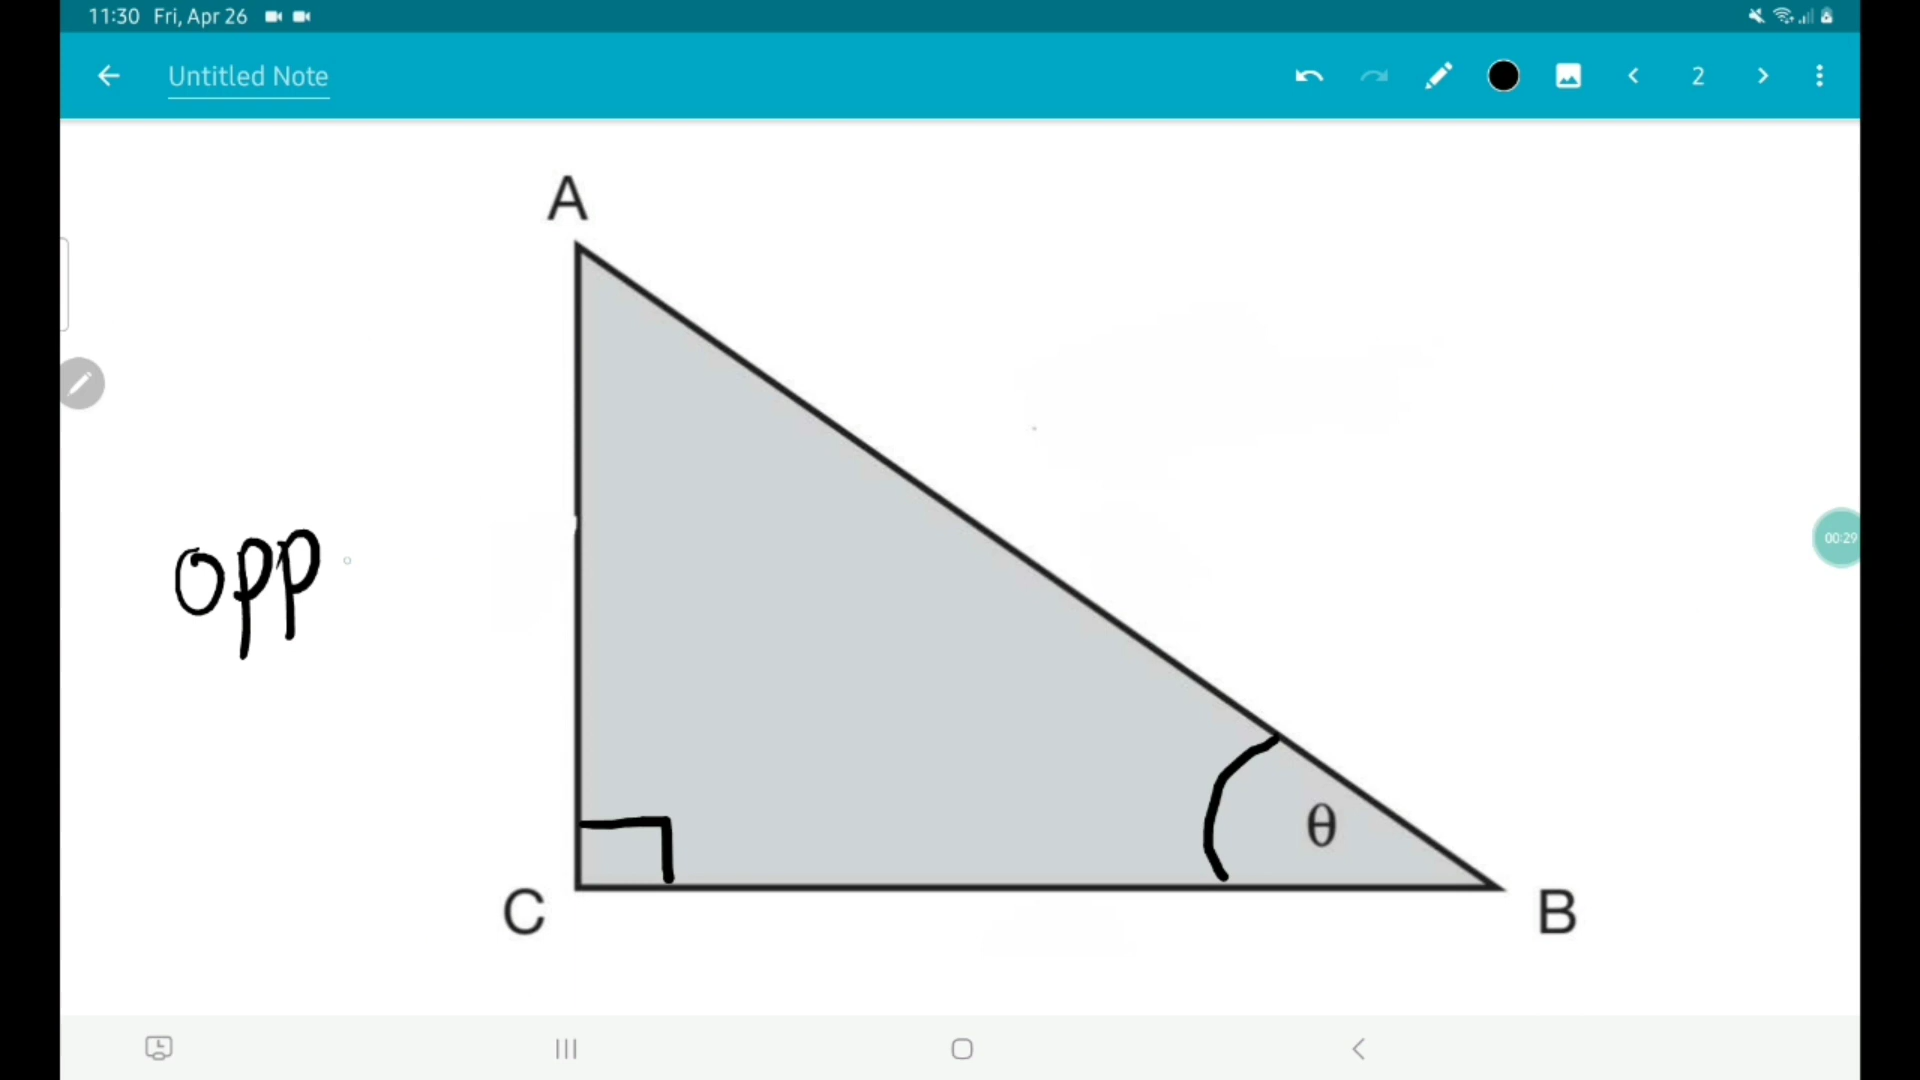 11:30 Fri, Apr 26
Untitled Note
2
A
opp
00:29
θ
C
B